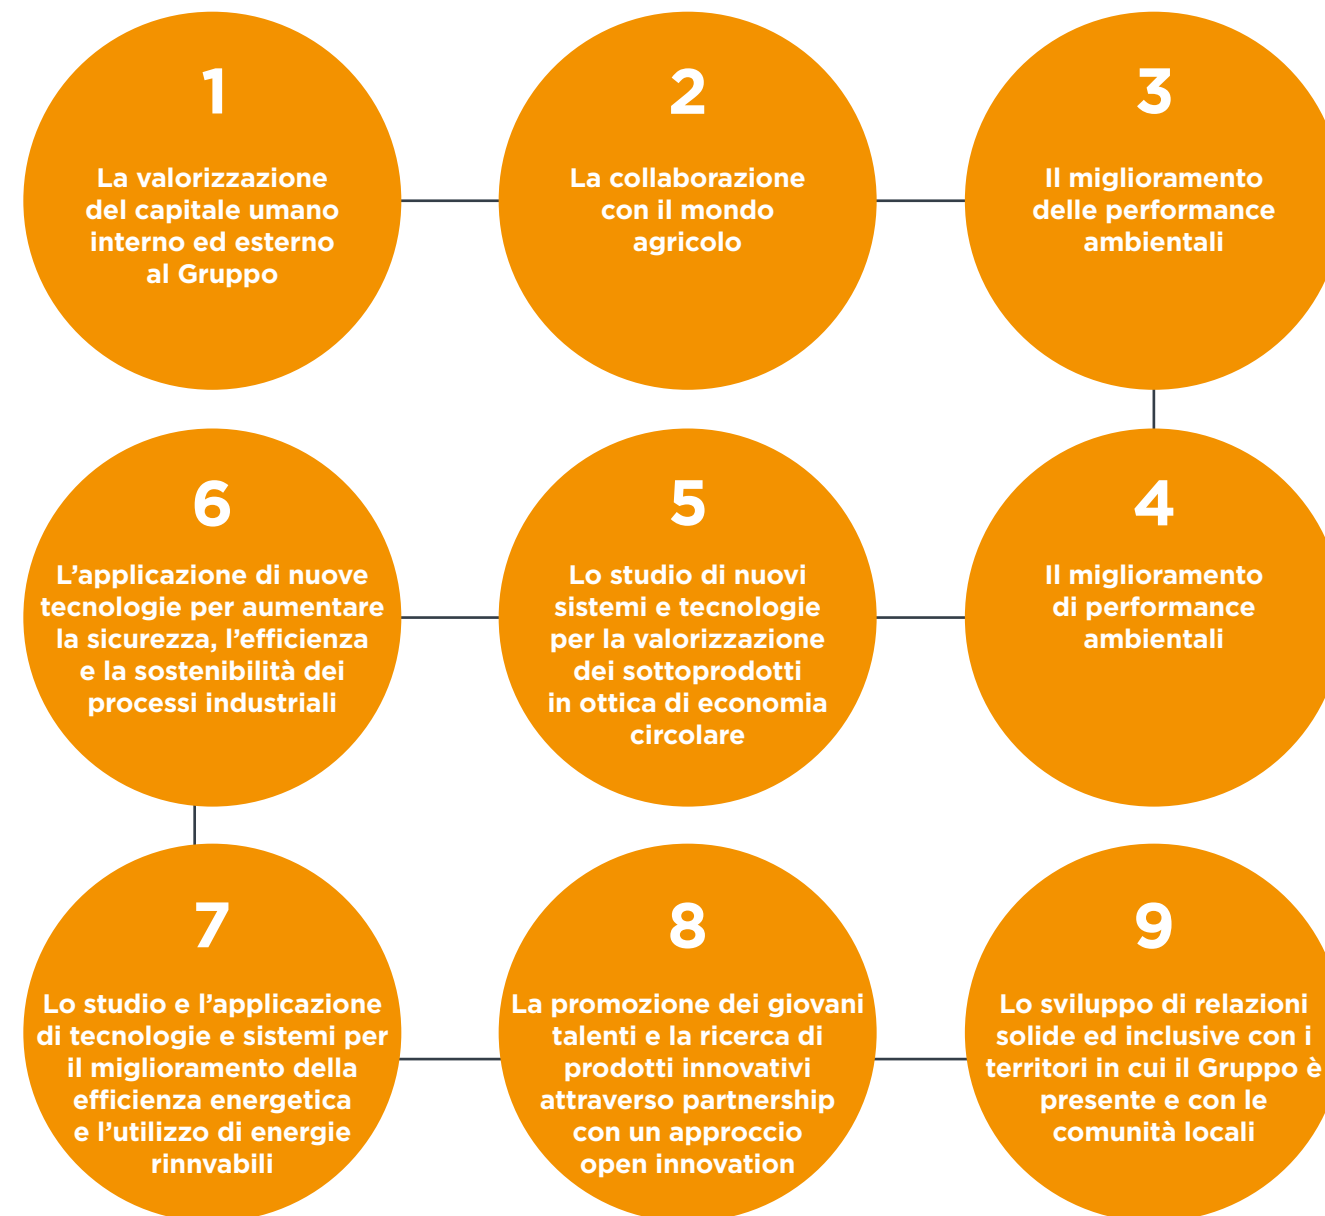 1
La valorizzazione
del capitale umano
interno ed esterno
al Gruppo
2
La collaborazione
con il mondo
agricolo
3
Il miglioramento
delle performance
ambientali
4
Il miglioramento
di performance
ambientali
5
Lo studio di nuovi
sistemi e tecnologie
per la valorizzazione
dei sottoprodotti
in ottica di economia
circolare
6
L’applicazione di nuove
tecnologie per aumentare
la sicurezza, l’efficienza
e la sostenibilità dei
processi industriali
7
Lo studio e l’applicazione
di tecnologie e sistemi per
il miglioramento della
efficienza energetica
e l’utilizzo di energie
rinnvabili
8
La promozione dei giovani
talenti e la ricerca di
prodotti innovativi
attraverso partnership
con un approccio
open innovation
9
Lo sviluppo di relazioni
solide ed inclusive con i
territori in cui il Gruppo è
presente e con le
comunità locali